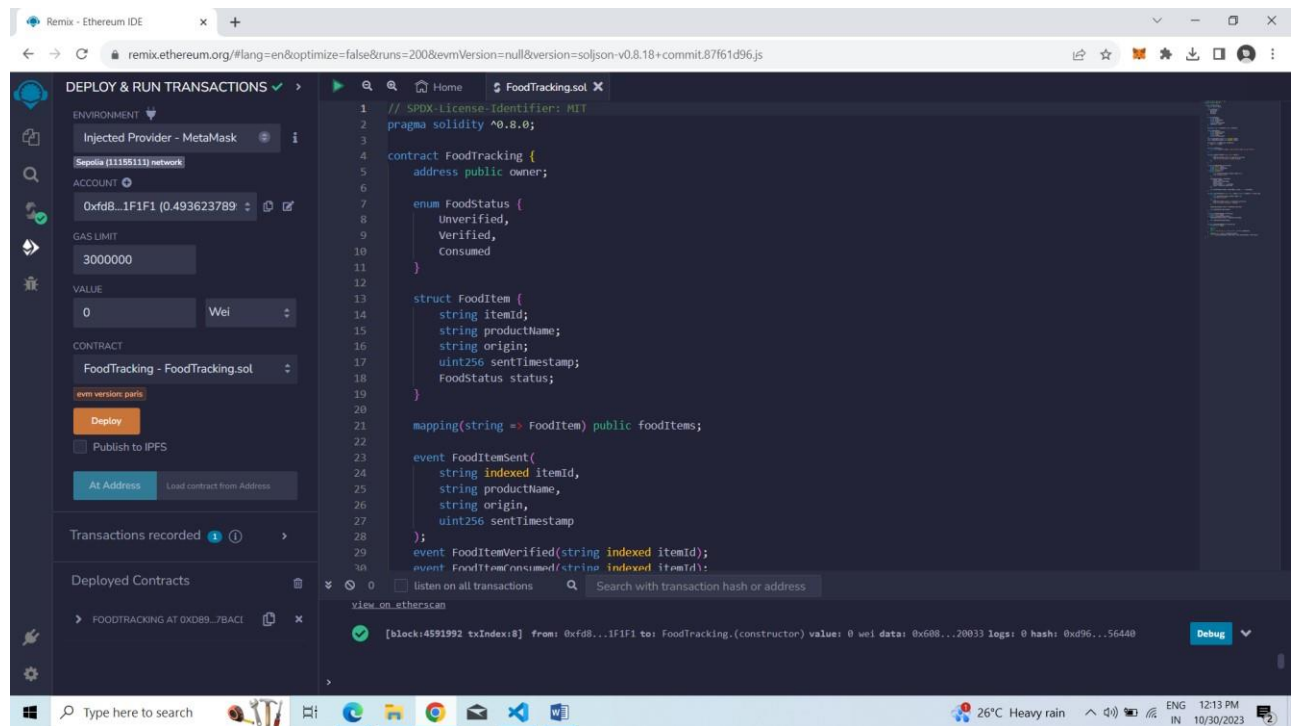 Remix - Ethereum IDE
remix.ethereum.org/#lang=en&optimize=false&runs=200&evmVersion=null&version=soljson-v0.8.18+commit.87f61d96.js
DEPLOY & RUN TRANSACTIONS
ENVIRONMENT
Injected Provider - MetaMask
Sepolia (11155111) network
ACCOUNT
0xfd8...1F1F1 (0.493623789
GAS LIMIT
3000000
VALUE
0 Wei
CONTRACT
FoodTracking - FoodTracking.sol
evm version: paris
Deploy
Publish to IPFS
At Address Load contract from Address
Transactions recorded 1 i
Deployed Contracts
FOODTRACKING AT 0XD89...7BACE
Home FoodTracking.sol
1 // SPDX-License-Identifier: MIT
2 pragma solidity ^0.8.0;
3
4 contract FoodTracking {
5 address public owner;
6
7 enum FoodStatus {
8 Unverified,
9 Verified,
10 Consumed
11 }
12
13 struct FoodItem {
14 string itemId;
15 string productName;
16 string origin;
17 uint256 sentTimestamp;
18 FoodStatus status;
19 }
20
21 mapping(string => FoodItem) public foodItems;
22
23 event FoodItemSent(
24 string indexed itemId,
25 string productName,
26 string origin,
27 uint256 sentTimestamp
28 );
29 event FoodItemVerified(string indexed itemId);
30 event FoodItemConsumed(string indexed itemId);
0 listen on all transactions Search with transaction hash or address
view on etherscan
[block:4591992 txIndex:8] from: 0xfd8...1F1F1 to: FoodTracking.(constructor) value: 0 wei data: 0x608...20033 logs: 0 hash: 0xd96...56440 Debug
>
Type here to search
26°C Heavy rain
ENG
IN
12:13 PM
10/30/2023
2